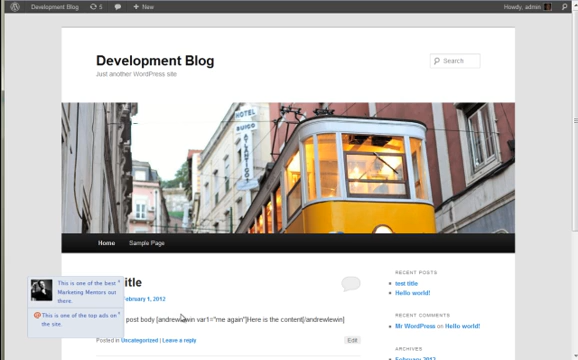 Development Blog 5 + New Howdy, admin
Development Blog
Just another WordPress site
Search
HOTEL
Home Sample Page
itle
ebruary 1, 2012
post body [andrewlewin var1="me again"]Here is the content[/andrewlewin]
Posted in Uncategorized | Leave a reply
Edit
This is one of the best
Marketing Mentors out
there.
This is one of the top ads on
the site.
RECENT POSTS
test title
Hello world!
RECENT COMMENTS
Mr WordPress on Hello world!
ARCHIVES
February 2012